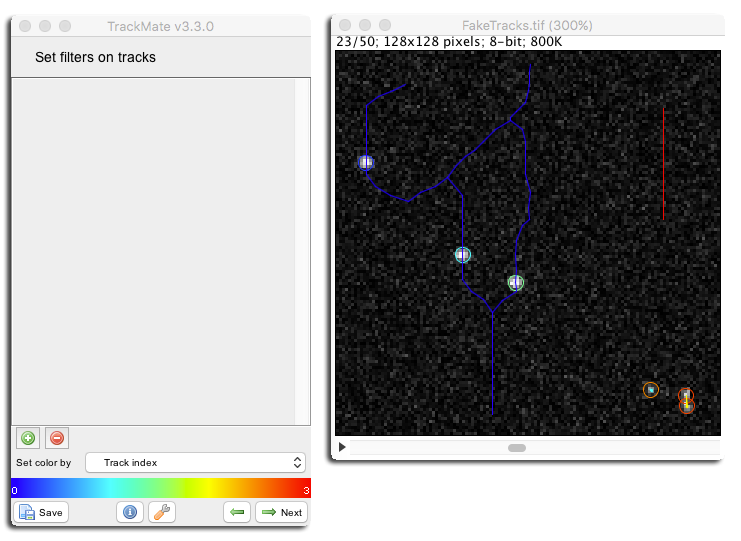 TrackMate v3.3.0
Set filters on tracks
Set color by
Track index
0
3
Save
Next
FakeTracks.tif (300%)
23/50; 128x128 pixels; 8-bit; 800K
1